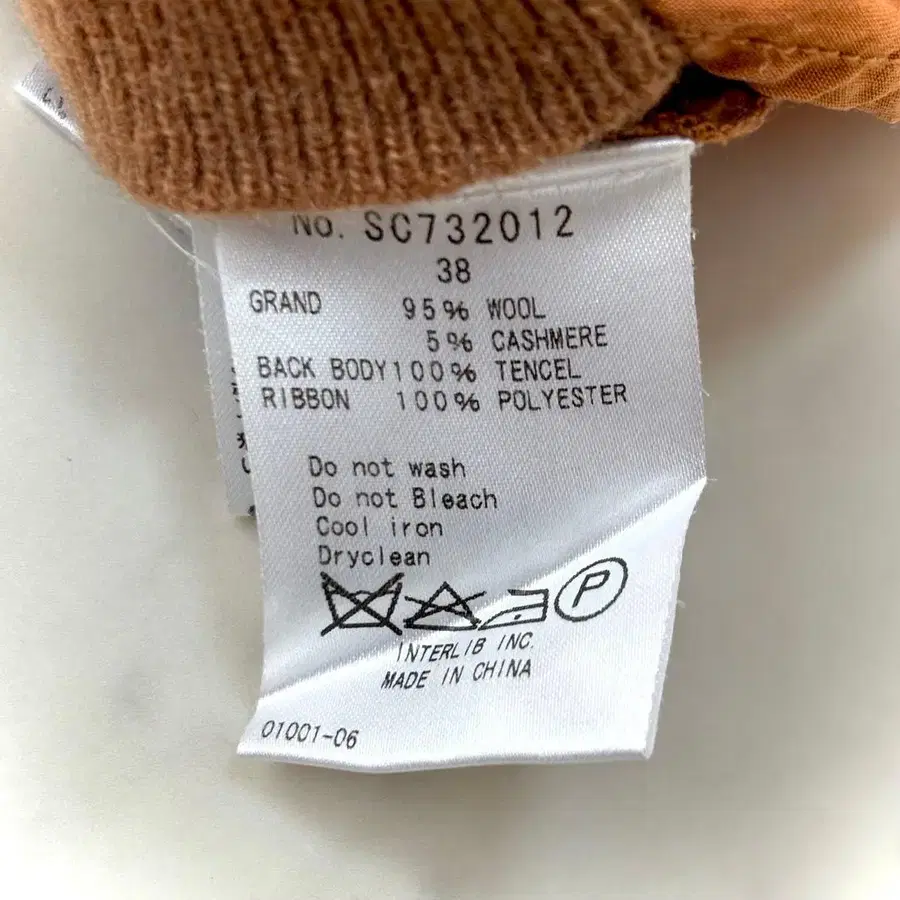 No. SC732012
38
GRAND 95% WOOL
5% CASHMERE
BACK BODY 100% TENCEL
RIBBON 100% POLYESTER
Do not wash
Do not Bleach
Cool iron
Dryclean
P
INTERLIB INC.
MADE IN CHINA
01001-06